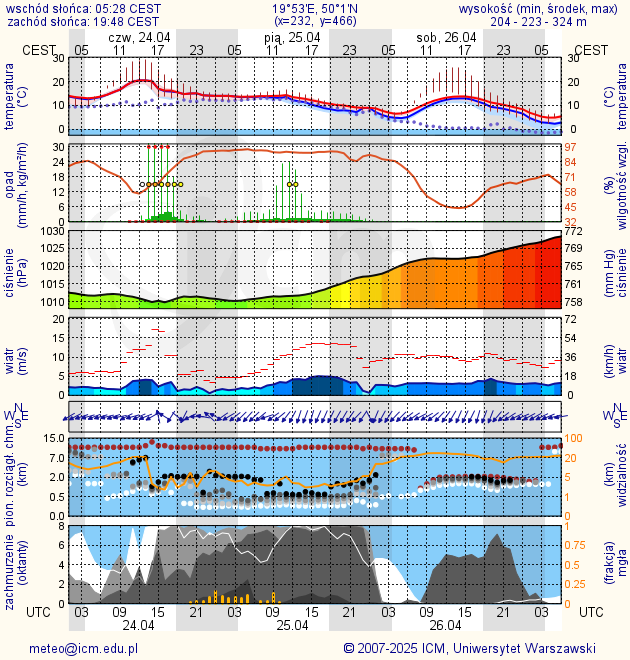 wschód słońca: 05:28 CEST 19°53'E, 50°1'N wysokość (min, środek, max)
zachód słońca: 19:48 CEST (x=232, y=466) 204 - 223 - 324 m
czw, 24.04 pią, 25.04 sob, 26.04
CEST 05 11 17 23 05 11 17 23 05 11 17 23 05 CEST
temperatura (°C) 30 20 10 0 30 20 10 0 (°C) temperatura
opad (mm/h, kg/m²/h) 30 24 18 12 6 0 97 84 71 58 45 32 (%) wilgotność wzgl.
ciśnienie (hPa) 1030 1025 1020 1015 1010 772 769 765 761 758 (mm Hg) ciśnienie
wiatr (m/s) 20 15 10 5 0 72 54 36 18 0 (km/h) wiatr
N W E S N W E S
pion. rozciągł. chm. (km) 15.0 7.0 2.0 0.5 0.0 100 20 5 1 0 (km) widzialność
zachmurzenie (oktanty) 8 6 4 2 0 1 0.75 0.5 0.25 0 (frakcja) mgła
UTC 03 09 15 21 03 09 15 21 03 09 15 21 03 UTC
24.04 25.04 26.04
meteo@icm.edu.pl © 2007-2025 ICM, Uniwersytet Warszawski